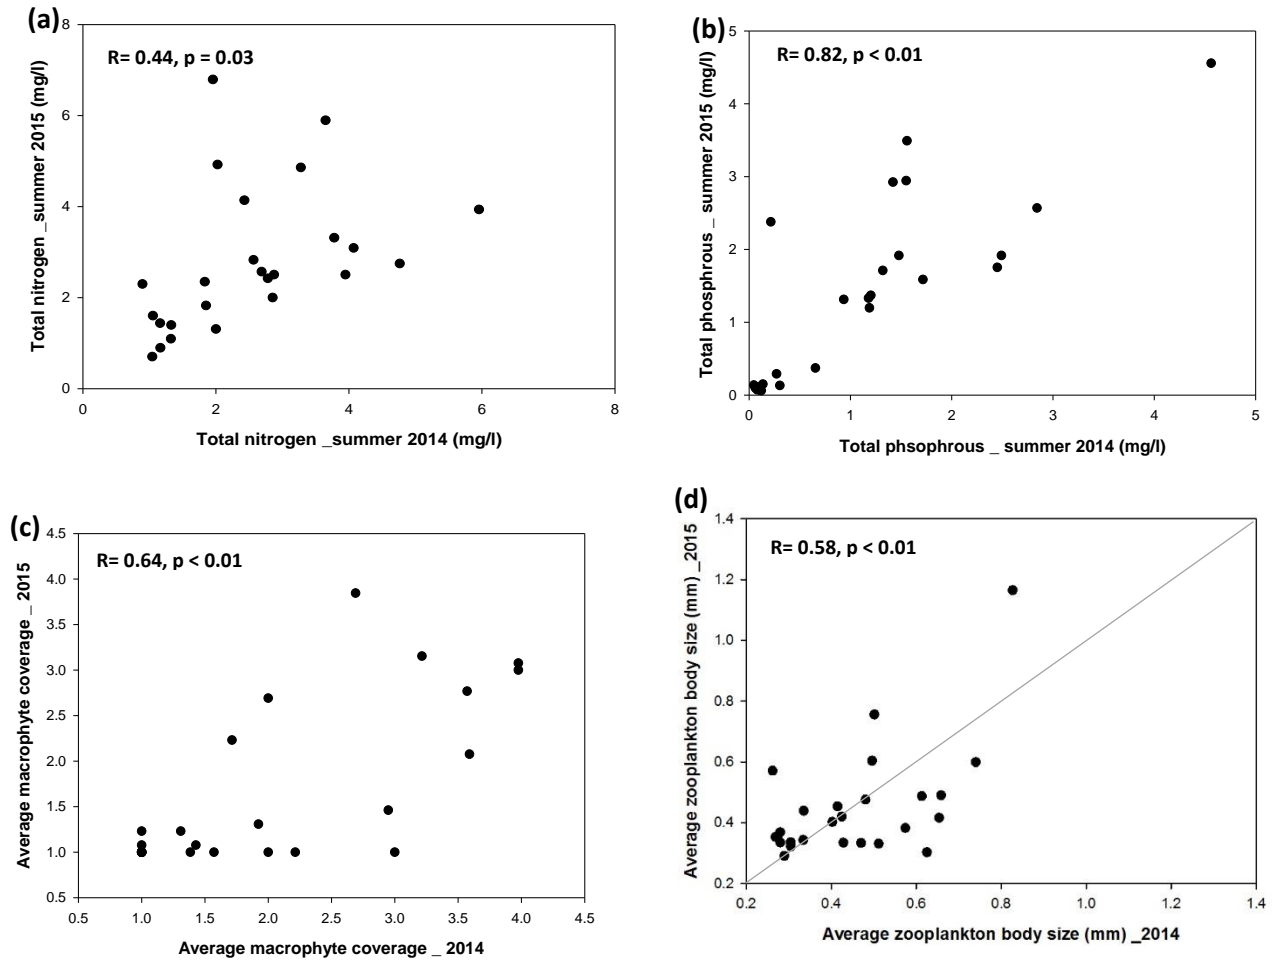 (a)
R= 0.44, p = 0.03
Total nitrogen _summer 2015 (mg/l)
8
6
4
2
0
0 2 4 6 8
Total nitrogen _summer 2014 (mg/l)
(b)
R= 0.82, p < 0.01
Total phosphrous _ summer 2015 (mg/l)
5
4
3
2
1
0
0 1 2 3 4 5
Total phsophrous _ summer 2014 (mg/l)
(c)
R= 0.64, p < 0.01
Average macrophyte coverage _ 2015
4.5
4.0
3.5
3.0
2.5
2.0
1.5
1.0
0.5
0.5 1.0 1.5 2.0 2.5 3.0 3.5 4.0 4.5
Average macrophyte coverage _ 2014
(d)
R= 0.58, p < 0.01
Average zooplankton body size (mm) _2015
1.4
1.2
1.0
0.8
0.6
0.4
0.2
0.2 0.4 0.6 0.8 1.0 1.2 1.4
Average zooplankton body size (mm) _2014